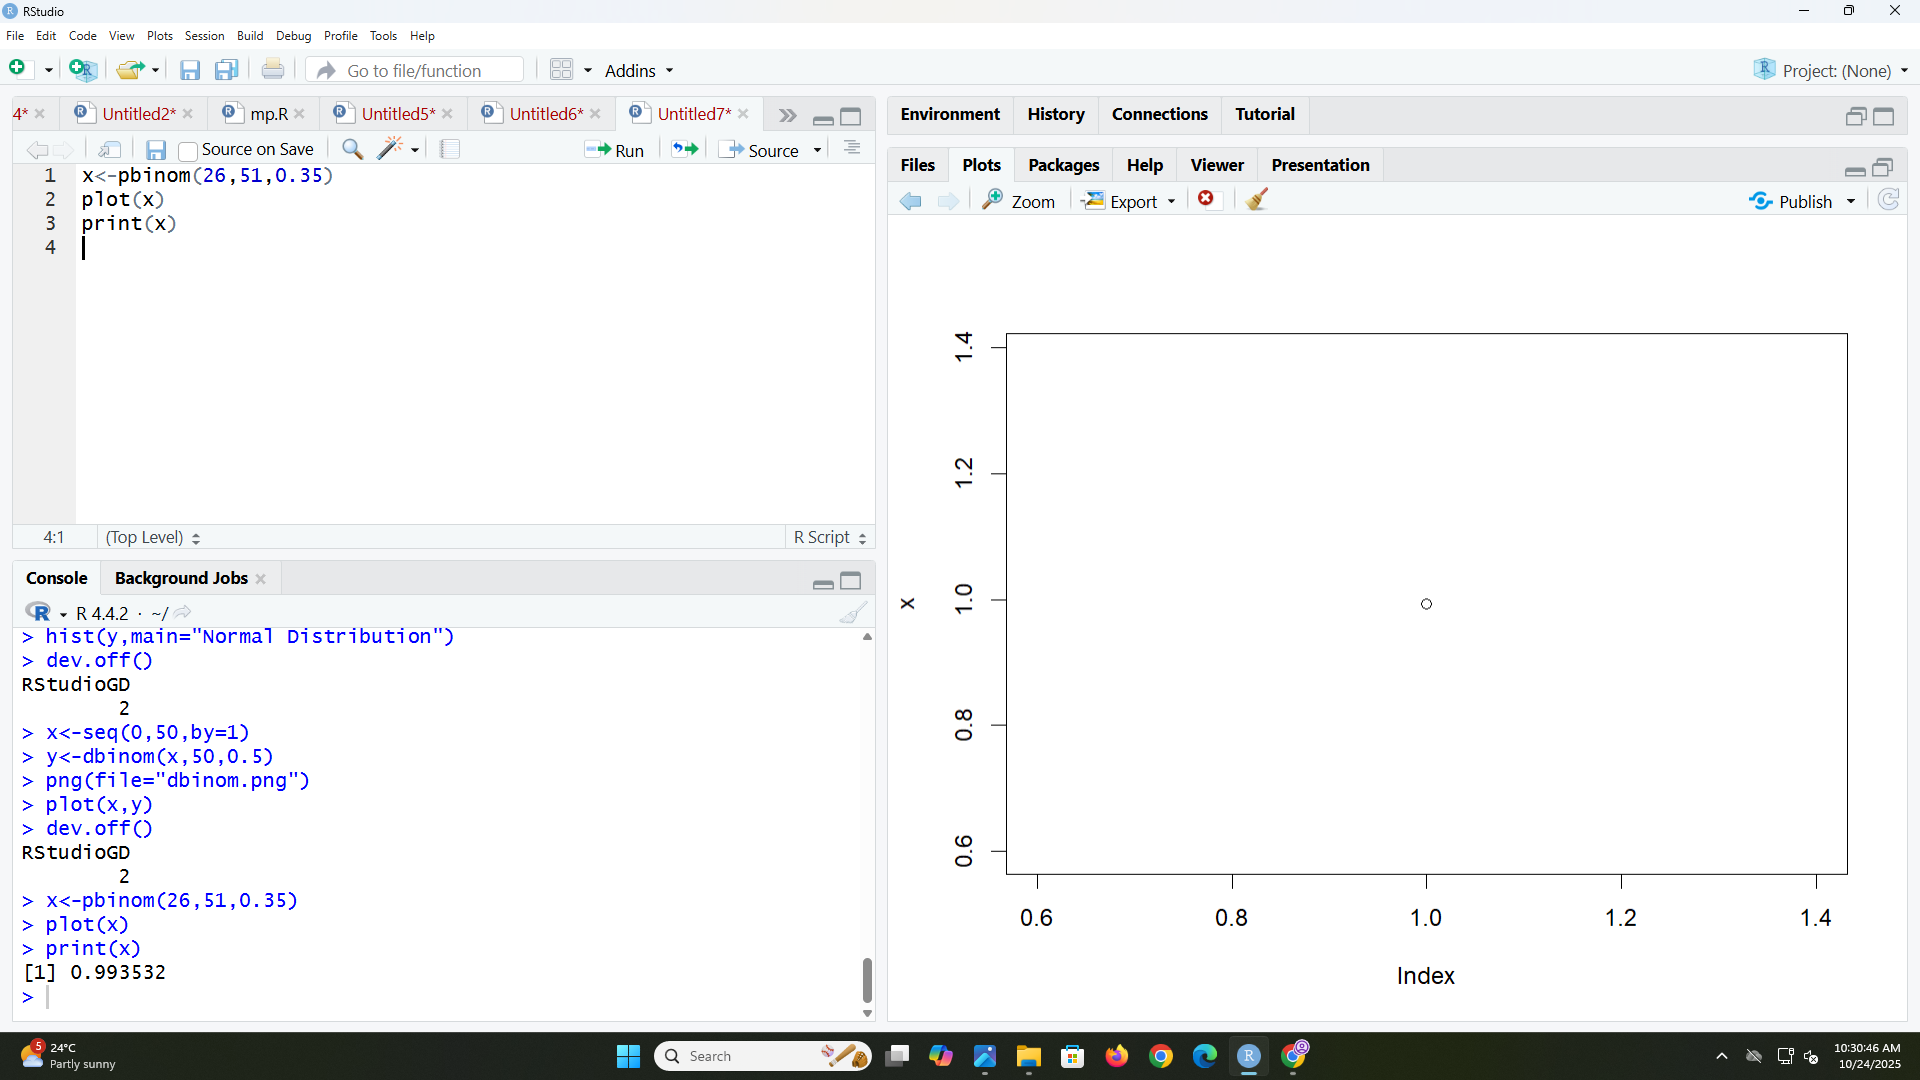 RStudio
File Edit Code View Plots Session Build Debug Profile Tools Help
Go to file/function Addins Project: (None)
4* Untitled2* mp.R Untitled5* Untitled6* Untitled7*
Source on Save Run Source
1 x<-pbinom(26,51,0.35)
2 plot(x)
3 print(x)
4
4:1 (Top Level) R Script
Console Background Jobs
R 4.4.2 · ~/
> hist(y,main="Normal Distribution")
> dev.off()
RStudioGD
2
> x<-seq(0,50,by=1)
> y<-dbinom(x,50,0.5)
> png(file="dbinom.png")
> plot(x,y)
> dev.off()
RStudioGD
2
> x<-pbinom(26,51,0.35)
> plot(x)
> print(x)
[1] 0.993532
>
Environment History Connections Tutorial
Files Plots Packages Help Viewer Presentation
Zoom Export Publish
1.4
1.2
1.0
0.8
0.6
x
0.6 0.8 1.0 1.2 1.4
Index
5 24°C
Partly sunny
Search
10:30:46 AM
10/24/2025